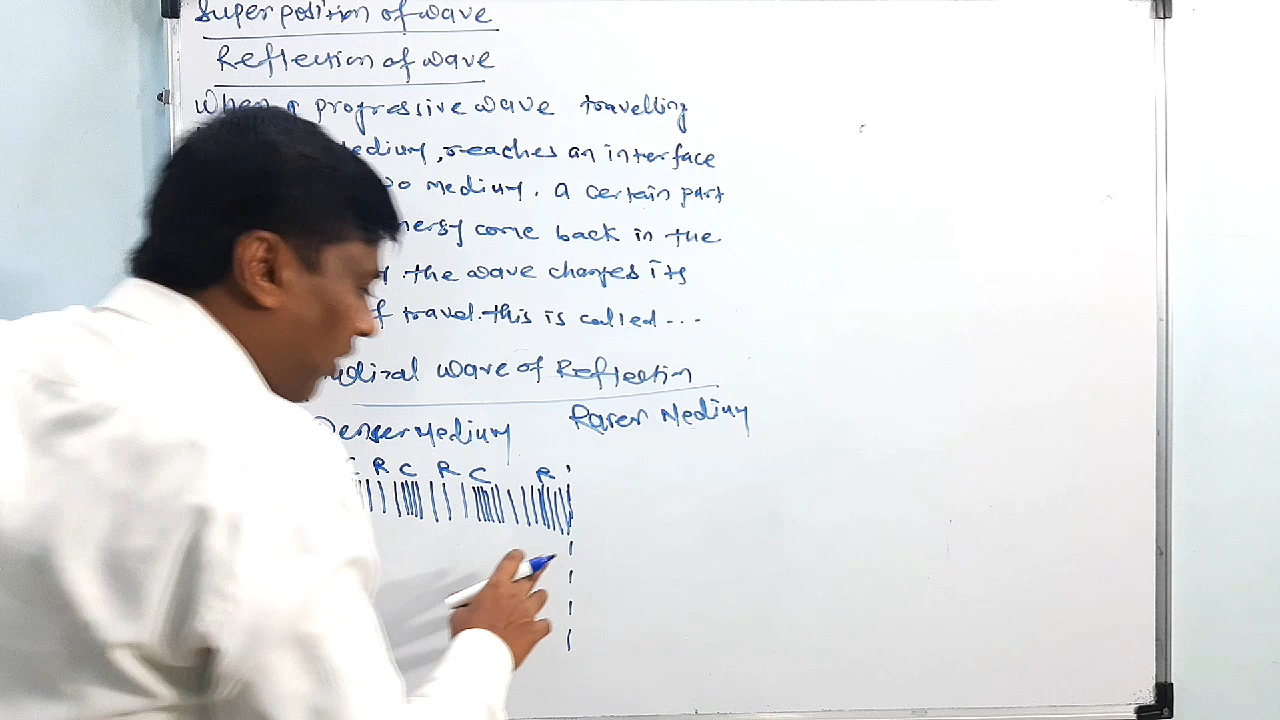 Superposition of wave
Reflection of wave
When a progressive wave travelling
medium, reaches an interface
medium. a certain part
come back in the
the wave changes its
of travel. this is called ...
wave of Reflection
Denser Medium Rarer Medium
C R C R C R